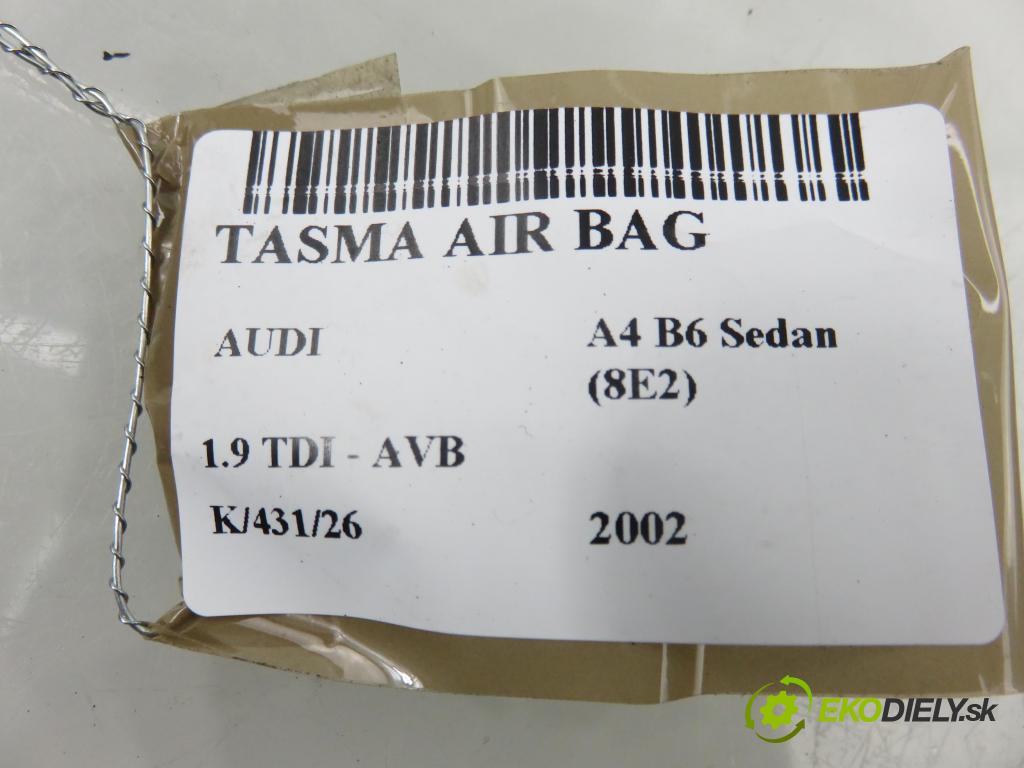 TASMA AIR BAG
AUDI
A4 B6 Sedan
(8E2)
1.9 TDI - AVB
K/431/26
2002
EKODIELY.sk